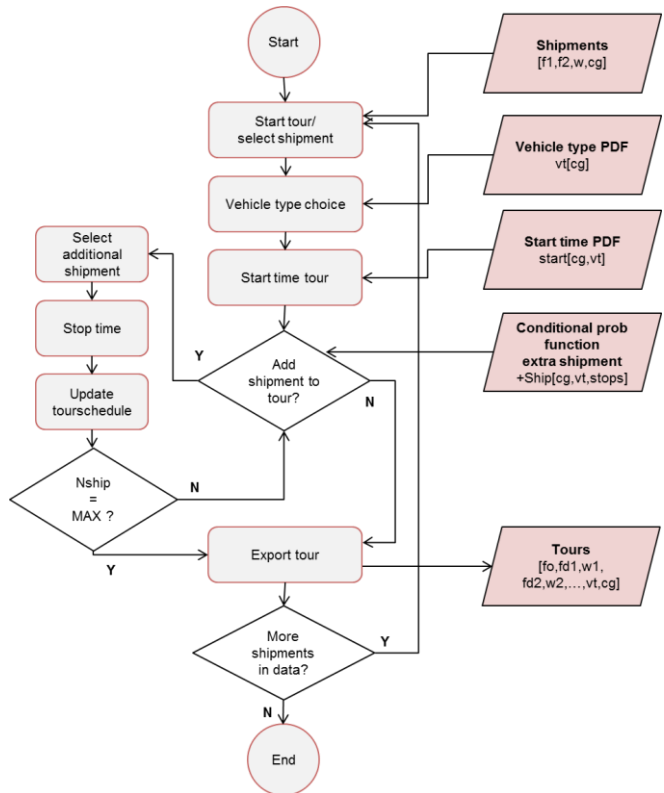 Start
Shipments
[f1,f2,w,cg]
Start tour/
select shipment
Vehicle type PDF
vt[cg]
Vehicle type choice
Select
additional
shipment
Start time PDF
start[cg,vt]
Start time tour
Stop time
Conditional prob
function
extra shipment
+Ship[cg,vt,stops]
Y
Add
shipment to
tour?
N
Update
tourschedule
Nship
=
MAX ?
N
Y
Export tour
Tours
[fo,fd1,w1,
fd2,w2,...,vt,cg]
More
shipments
in data?
Y
N
End